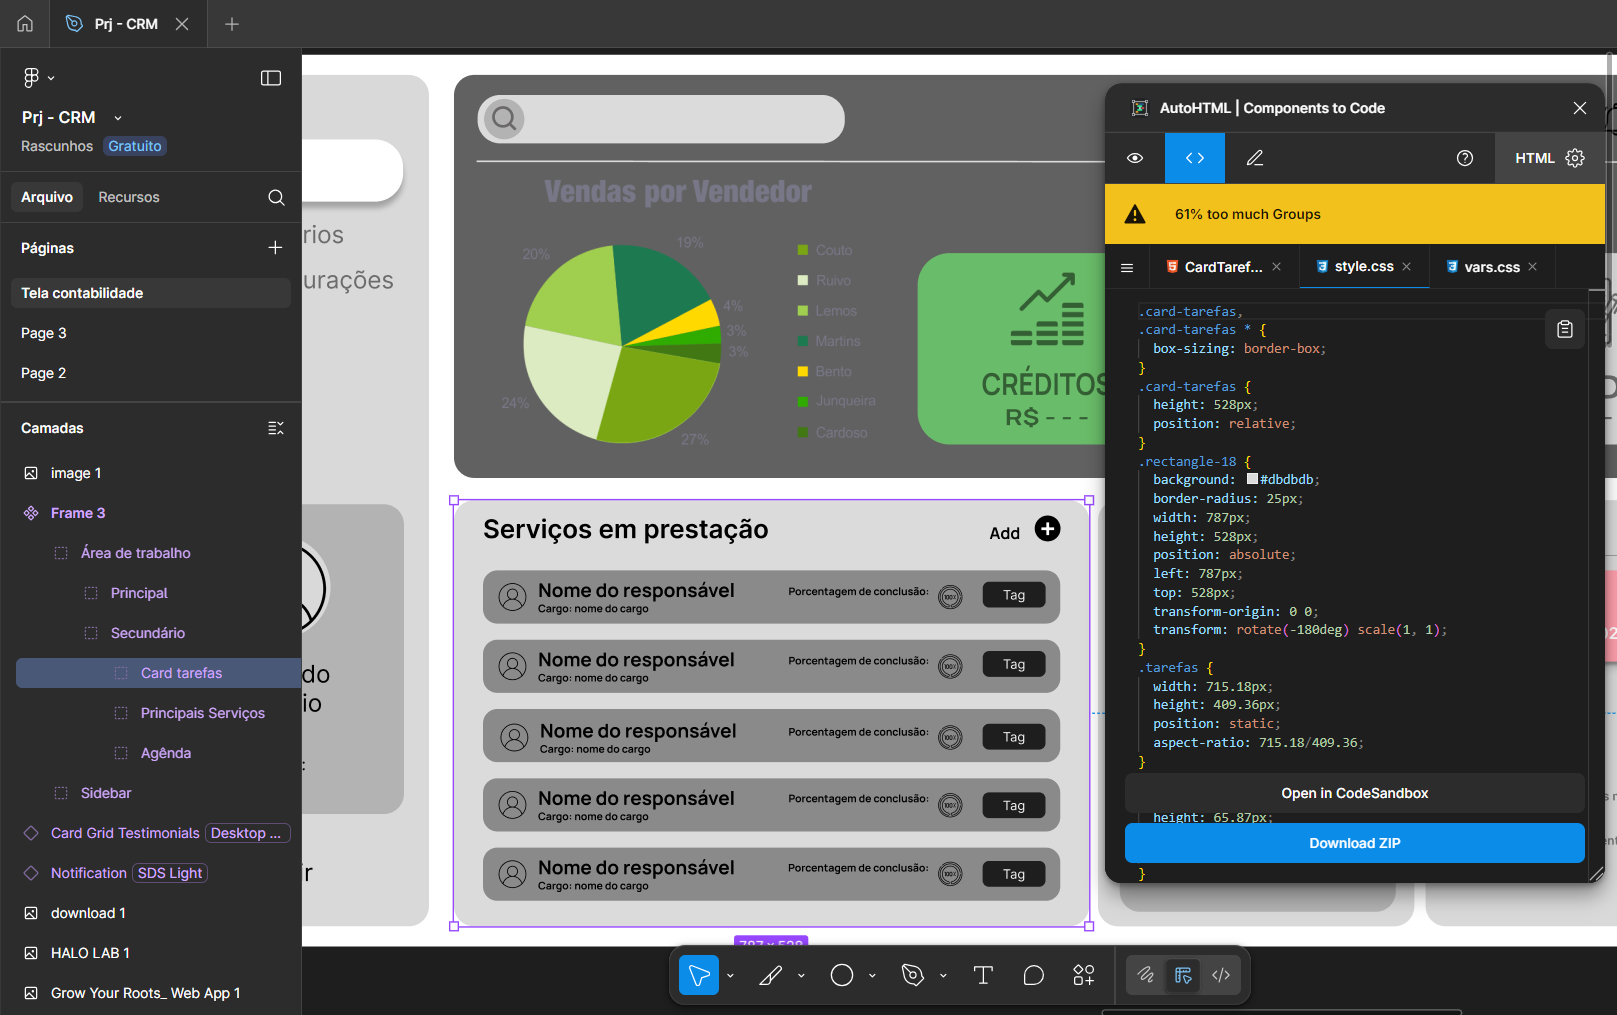 Prj - CRM
Prj - CRM
Rascunhos Gratuito
Arquivo Recursos
Páginas
Tela contabilidade
Page 3
Page 2
Camadas
image 1
Frame 3
Área de trabalho
Principal
Secundário
Card tarefas
Principais Serviços
Agênda
Sidebar
Card Grid Testimonials Desktop ...
Notification SDS Light
download 1
HALO LAB 1
Grow Your Roots_ Web App 1
rios
urações
do
io
:
r
Vendas por Vendedor
20%
19%
4%
3%
3%
24%
27%
Couto
Ruivo
Lemos
Martins
Bento
Junqueira
Cardoso
CRÉDITOS
R$ - - -
Serviços em prestação
Add
Nome do responsável
Cargo: nome do cargo
Porcentagem de conclusão:
100%
Tag
Nome do responsável
Cargo: nome do cargo
Porcentagem de conclusão:
100%
Tag
Nome do responsável
Cargo: nome do cargo
Porcentagem de conclusão:
100%
Tag
Nome do responsável
Cargo: nome do cargo
Porcentagem de conclusão:
100%
Tag
Nome do responsável
Cargo: nome do cargo
Porcentagem de conclusão:
100%
Tag
787 x 528
AutoHTML | Components to Code
HTML
61% too much Groups
CardTaref...
style.css
vars.css
.card-tarefas,
.card-tarefas * {
box-sizing: border-box;
}
.card-tarefas {
height: 528px;
position: relative;
}
.rectangle-18 {
background: #dbdbdb;
border-radius: 25px;
width: 787px;
height: 528px;
position: absolute;
left: 787px;
top: 528px;
transform-origin: 0 0;
transform: rotate(-180deg) scale(1, 1);
}
.tarefas {
width: 715.18px;
height: 409.36px;
position: static;
aspect-ratio: 715.18/409.36;
}
Open in CodeSandbox
height: 65.87px;
Download ZIP
}